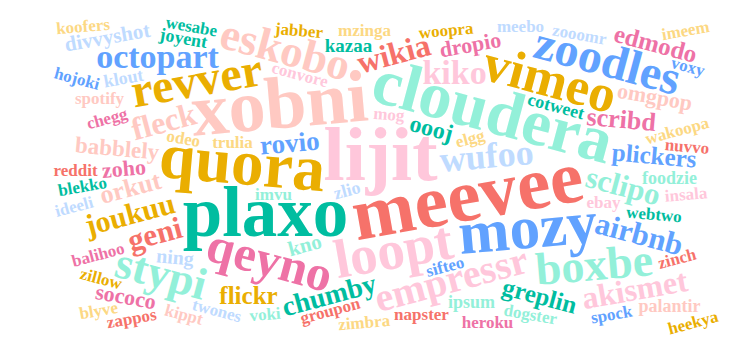 koofers
wesabe
jabber
mzinga
woopra
meebo
zooomr
imeem
divvyshot
joyent
eskobo
kazaa
wikia
dropio
zoodles
edmodo
octopart
revver
convore
kiko
vimeo
voxy
hojoki
klout
spotify
xobni
cloudera
cotweet
omgpop
chegg
fleck
mog
oooj
scribd
wakoopa
babblely
odeo
trulia
rovio
lijit
elgg
wufoo
plickers
nuvvo
reddit
zoho
quora
blekko
orkut
imvu
zlio
meevee
sclipo
foodzie
insala
ideeli
joukuu
plaxo
ebay
webtwo
geni
balihoo
ning
qeyno
kno
loopt
mozy
airbnb
zinch
zillow
stypi
sifteo
boxbe
sococo
flickr
chumby
empressr
greplin
akismet
palantir
blyve
zappos
kippt
twones
voki
groupon
zimbra
napster
ipsum
heroku
dogster
spock
heekya